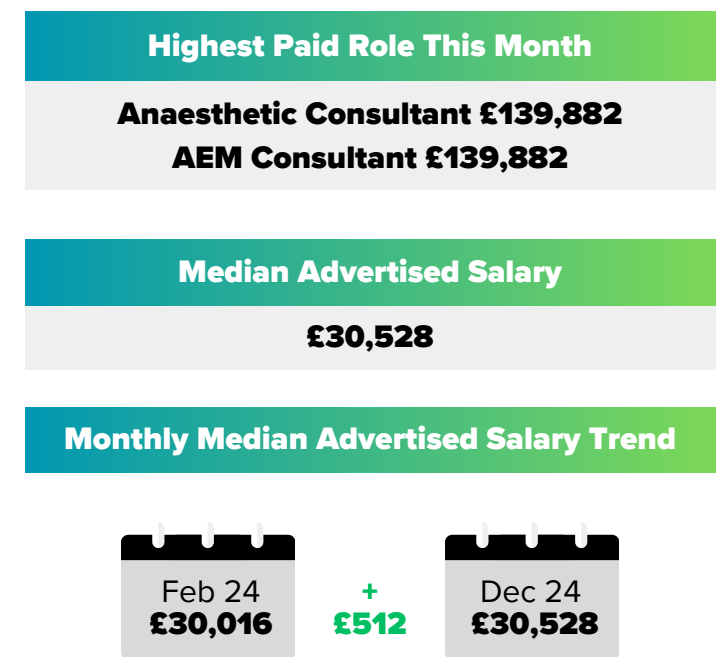 Highest Paid Role This Month
Anaesthetic Consultant £139,882
AEM Consultant £139,882
Median Advertised Salary
£30,528
Monthly Median Advertised Salary Trend
Feb 24
£30,016
+
£512
Dec 24
£30,528